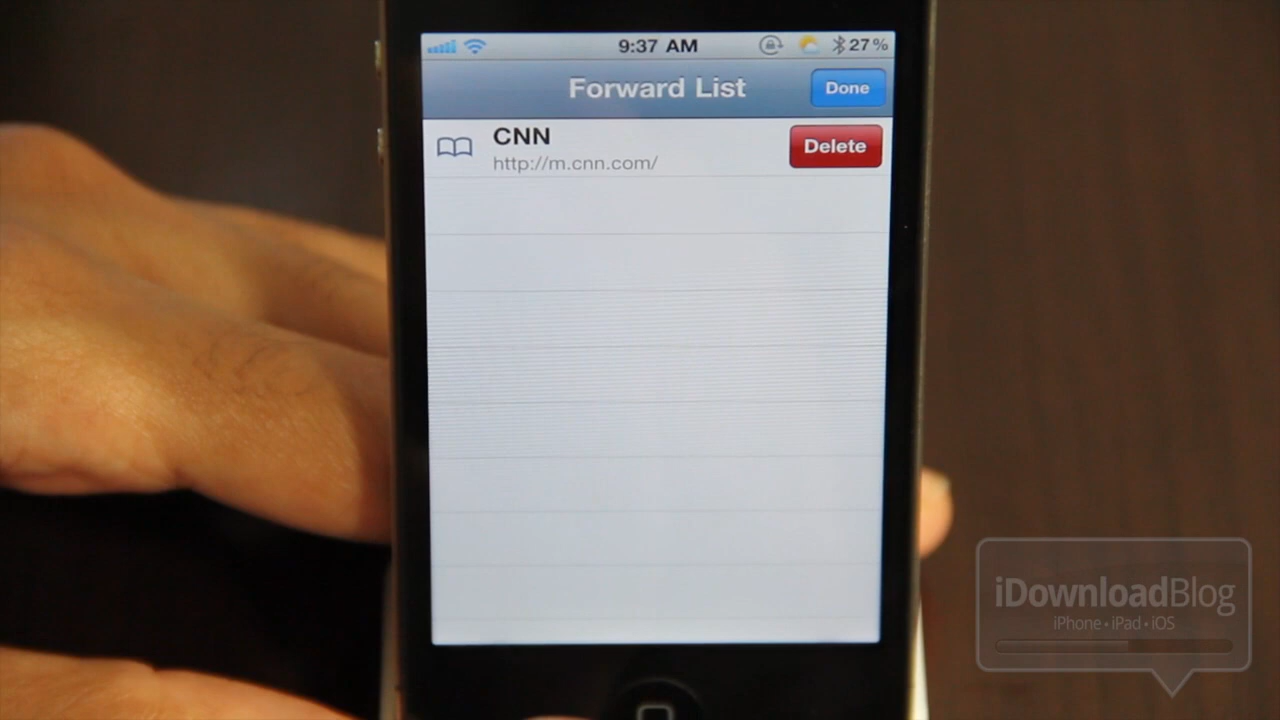 9:37 AM
27%
Forward List
Done
CNN
http://m.cnn.com/
Delete
iDownloadBlog
iPhone • iPad • iOS